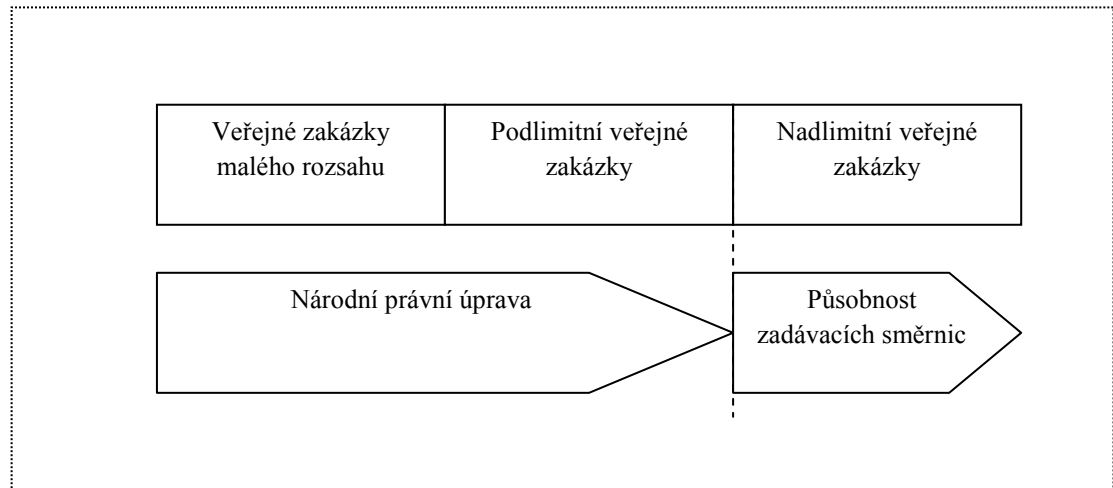 Veřejné zakázky
malého rozsahu
Podlimitní veřejné
zakázky
Nadlimitní veřejné
zakázky
Národní právní úprava
Působnost
zadávacích směrnic